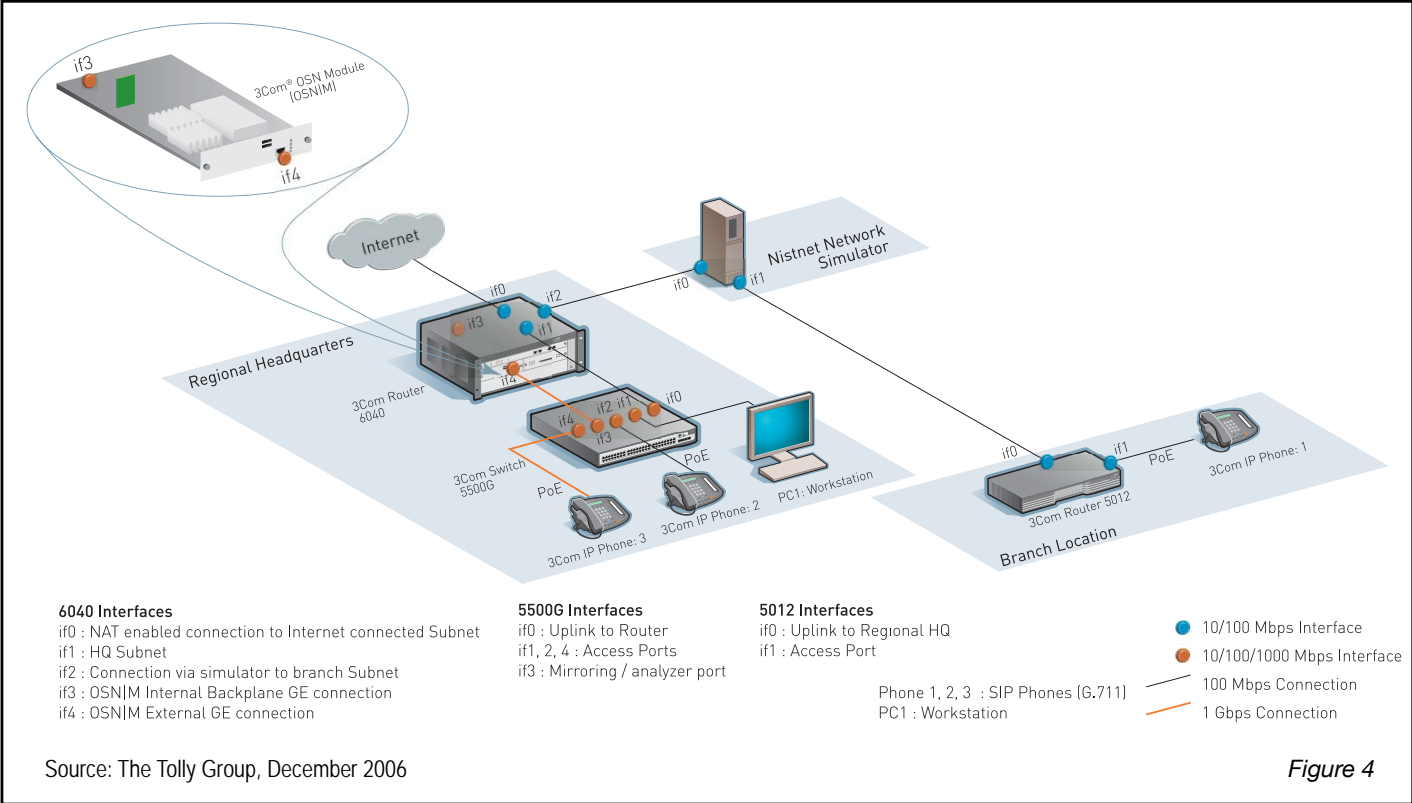 if3
3Com® OSN Module
(OSN|M)
if4
Internet
Nistnet Network
Simulator
if0
if1
if0
if2
if3
if1
if4
Regional Headquarters
3Com Router
6040
if4
if2
if1
if0
if3
3Com Switch
5500G
PoE
PoE
3Com IP Phone: 3
3Com IP Phone: 2
PC1: Workstation
if0
if1
PoE
3Com IP Phone: 1
3Com Router 5012
Branch Location
6040 Interfaces
if0 : NAT enabled connection to Internet connected Subnet
if1 : HQ Subnet
if2 : Connection via simulator to branch Subnet
if3 : OSN|M Internal Backplane GE connection
if4 : OSN|M External GE connection
5500G Interfaces
if0 : Uplink to Router
if1, 2, 4 : Access Ports
if3 : Mirroring / analyzer port
5012 Interfaces
if0 : Uplink to Regional HQ
if1 : Access Port
Phone 1, 2, 3 : SIP Phones (G.711)
PC1 : Workstation
10/100 Mbps Interface
10/100/1000 Mbps Interface
100 Mbps Connection
1 Gbps Connection
Source: The Tolly Group, December 2006
Figure 4